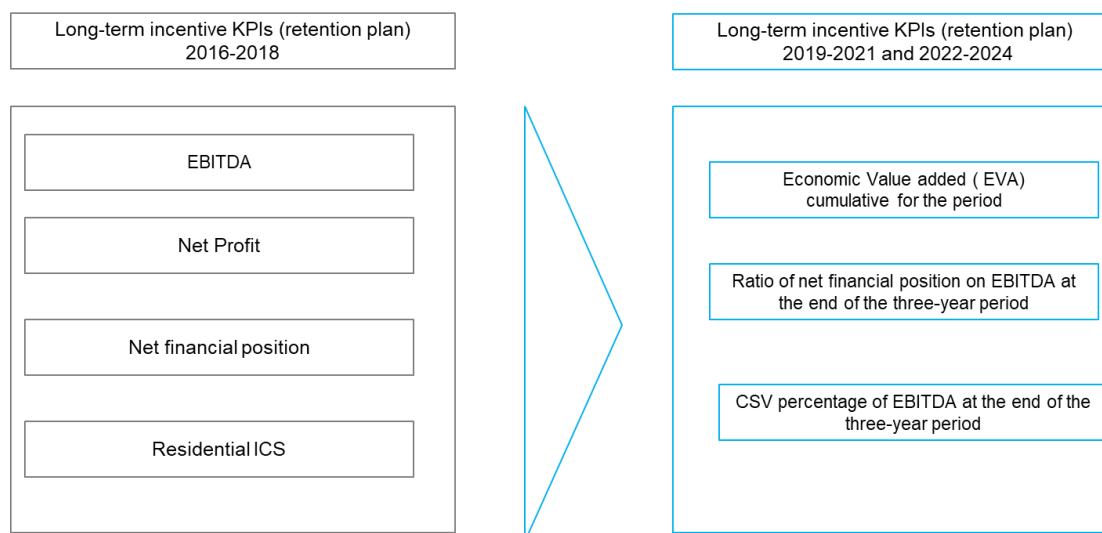 Long-term incentive KPIs (retention plan)
2016-2018
EBITDA
Net Profit
Net financial position
Residential ICS
Long-term incentive KPIs (retention plan)
2019-2021 and 2022-2024
Economic Value added ( EVA)
cumulative for the period
Ratio of net financial position on EBITDA at
the end of the three-year period
CSV percentage of EBITDA at the end of the
three-year period